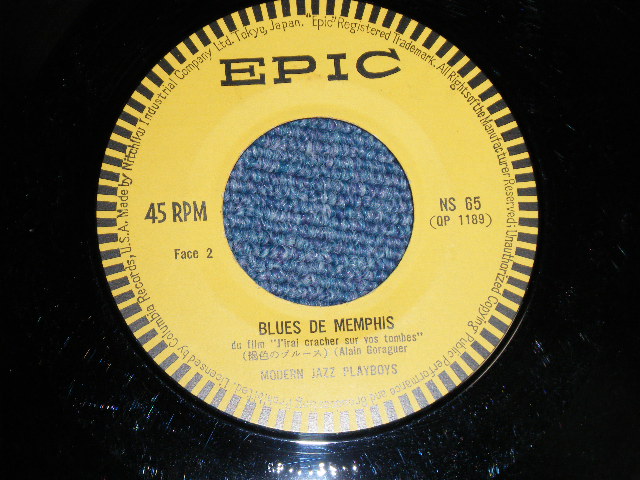 Licensed by Columbia Records, U.S.A. Made by Nitchiku Industrial Company Ltd. Tokyo, Japan. "Epic" Registered Trademark. All Rights of the Manufacturer Reserved; Unauthorized Copying Public Performance and
EPIC
45 RPM
NS 65
(QP 1189)
Face 2
BLUES DE MEMPHIS
du film "J'irai cracher sur vos tombes"
(褐色のブルース) (Alain Goraguer
MODERN JAZZ PLAYBOYS